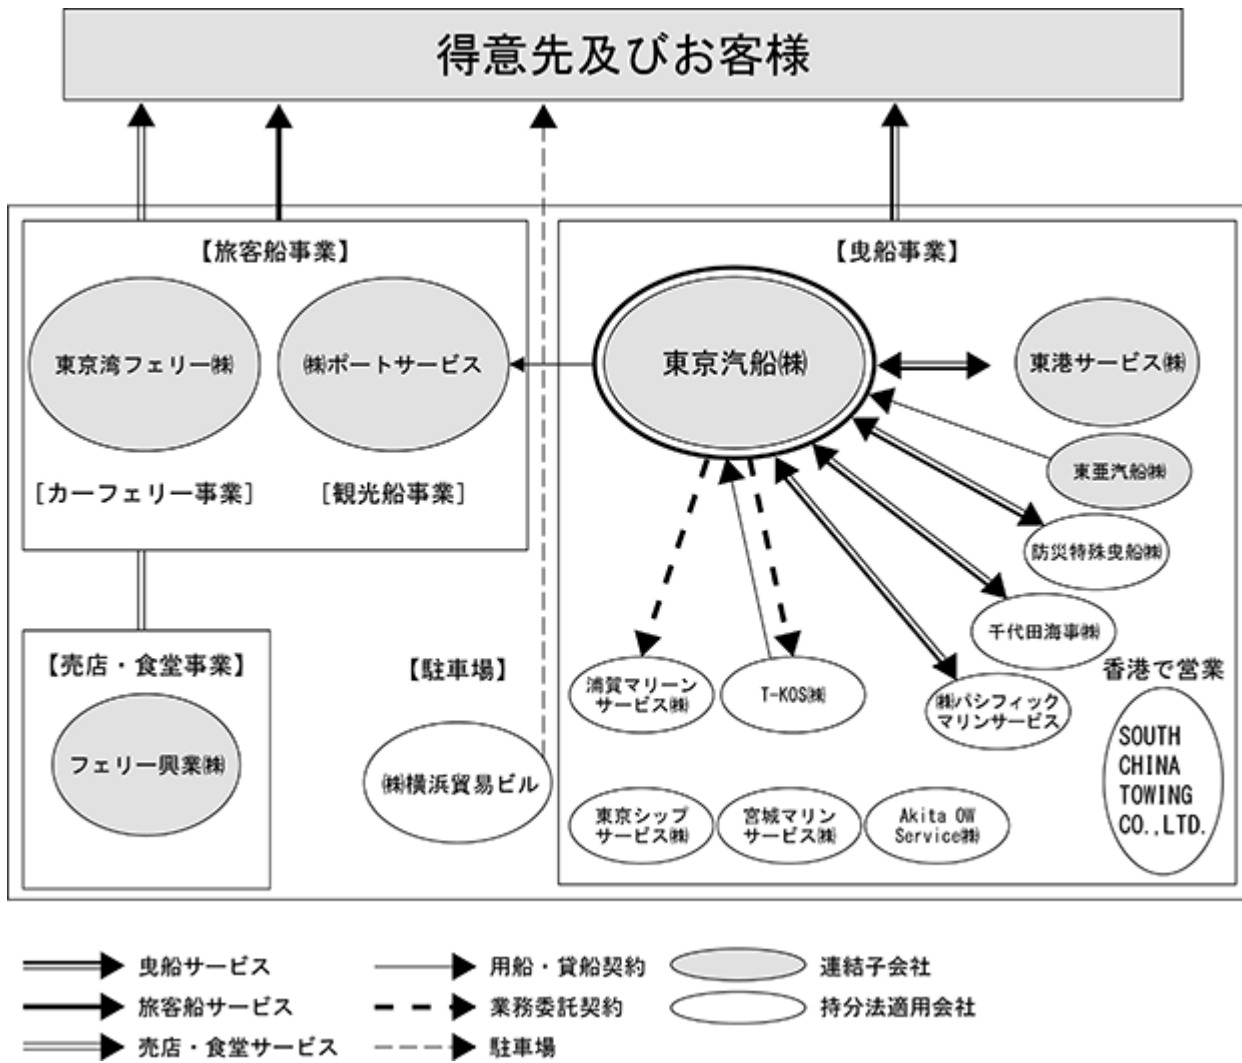 得意先及びお客様
【旅客船事業】
東京湾フェリー㈱
㈱ポートサービス
［カーフェリー事業］
［観光船事業］
【曳船事業】
東京汽船㈱
東港サービス㈱
東亜汽船㈱
防災特殊曳船㈱
千代田海事㈱
㈱パシフィック
マリンサービス
浦賀マリーン
サービス㈱
T-KOS㈱
香港で営業
SOUTH
CHINA
TOWING
CO.,LTD.
東京シップ
サービス㈱
宮城マリン
サービス㈱
Akita OW
Service㈱
【売店・食堂事業】
フェリー興業㈱
【駐車場】
㈱横浜貿易ビル
曳船サービス
旅客船サービス
売店・食堂サービス
用船・貸船契約
業務委託契約
駐車場
連結子会社
持分法適用会社